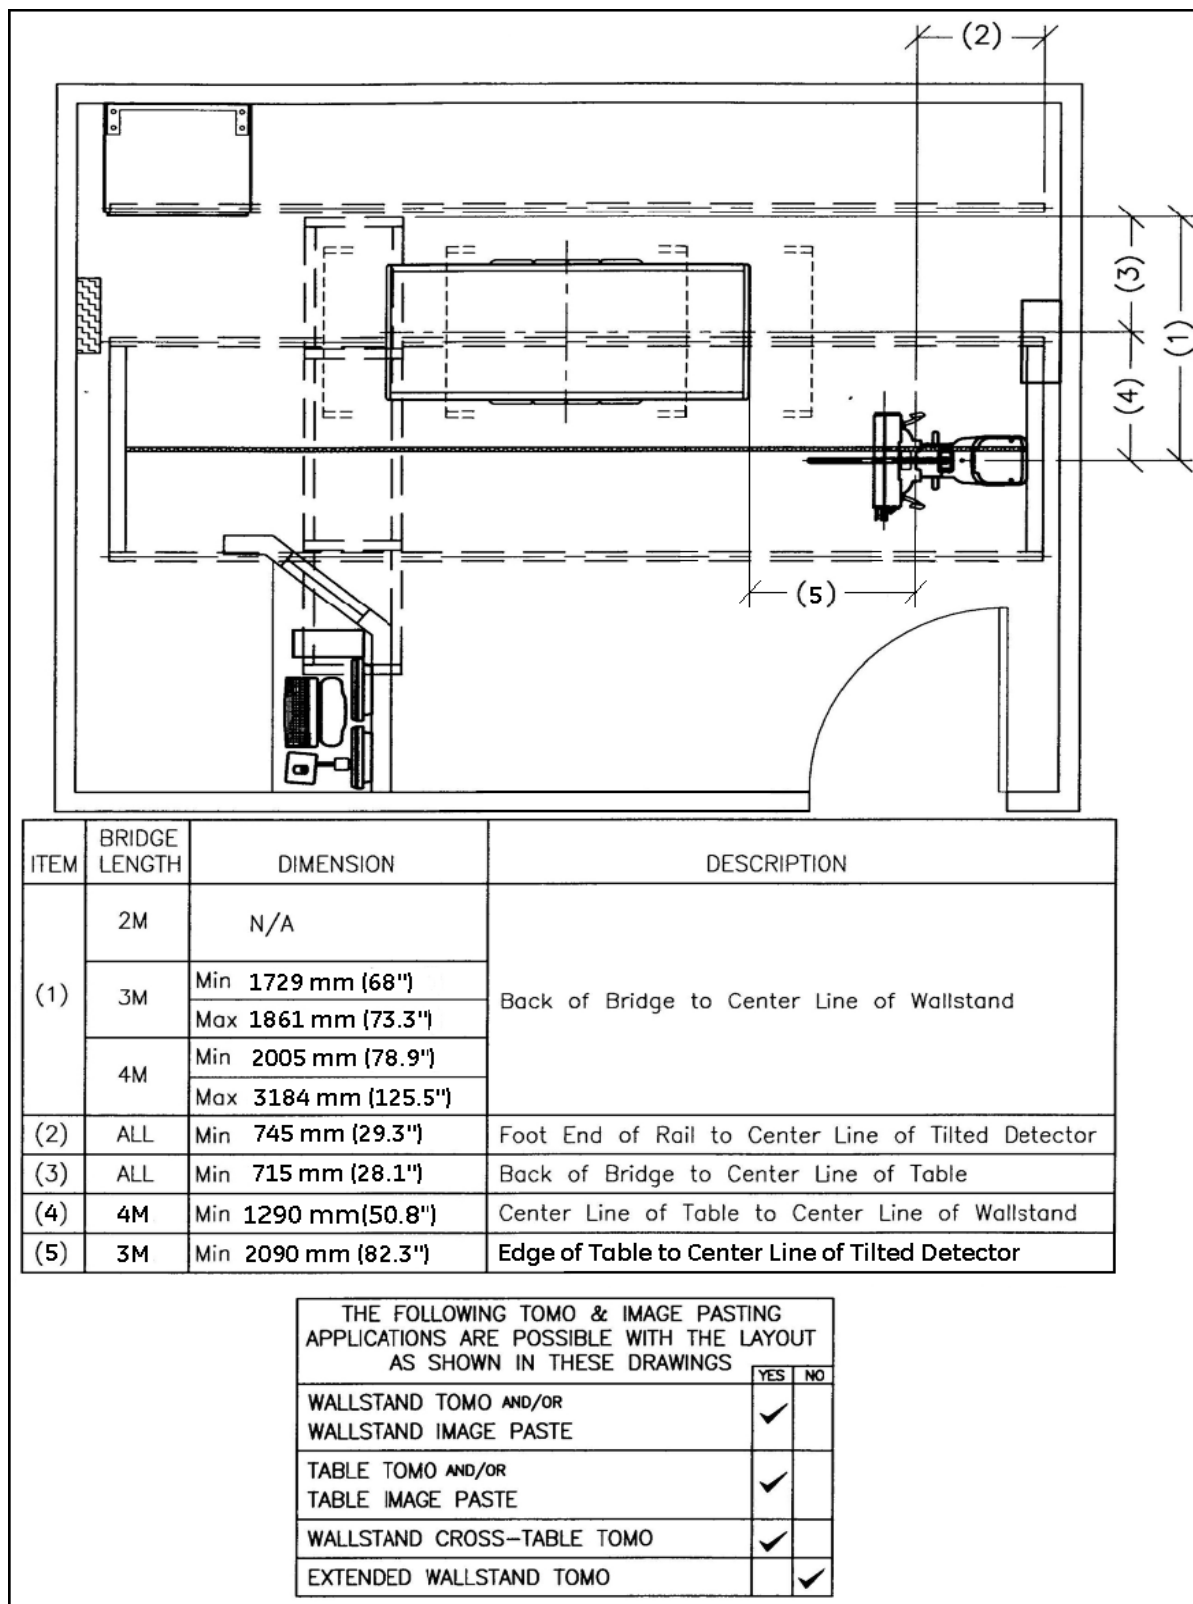 (2)
(3)
(1)
(4)
(5)
ITEM BRIDGE LENGTH DIMENSION DESCRIPTION
(1) 2M N/A Back of Bridge to Center Line of Wallstand
3M Min 1729 mm (68")
Max 1861 mm (73.3")
4M Min 2005 mm (78.9")
Max 3184 mm (125.5")
(2) ALL Min 745 mm (29.3") Foot End of Rail to Center Line of Tilted Detector
(3) ALL Min 715 mm (28.1") Back of Bridge to Center Line of Table
(4) 4M Min 1290 mm(50.8") Center Line of Table to Center Line of Wallstand
(5) 3M Min 2090 mm (82.3") Edge of Table to Center Line of Tilted Detector
THE FOLLOWING TOMO & IMAGE PASTING
APPLICATIONS ARE POSSIBLE WITH THE LAYOUT
AS SHOWN IN THESE DRAWINGS
YES NO
WALLSTAND TOMO AND/OR
WALLSTAND IMAGE PASTE ✓
TABLE TOMO AND/OR
TABLE IMAGE PASTE ✓
WALLSTAND CROSS-TABLE TOMO ✓
EXTENDED WALLSTAND TOMO ✓